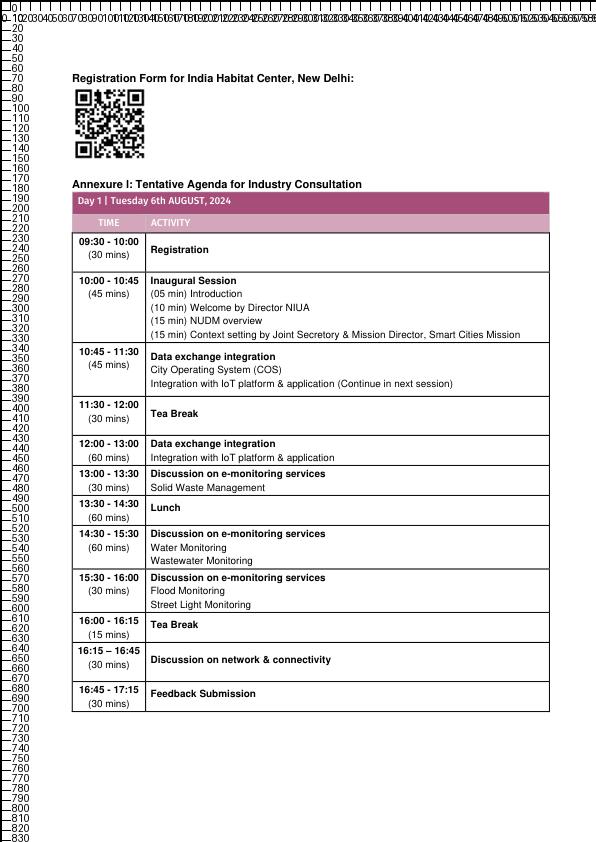 Registration Form for India Habitat Center, New Delhi:
Annexure I: Tentative Agenda for Industry Consultation
Day 1 | Tuesday 6th AUGUST, 2024
TIME ACTIVITY
09:30 - 10:00
(30 mins)
Registration
10:00 - 10:45
(45 mins)
Inaugural Session
(05 min) Introduction
(10 min) Welcome by Director NIUA
(15 min) NUDM overview
(15 min) Context setting by Joint Secretory & Mission Director, Smart Cities Mission
10:45 - 11:30
(45 mins)
Data exchange integration
City Operating System (COS)
Integration with IoT platform & application (Continue in next session)
11:30 - 12:00
(30 mins)
Tea Break
12:00 - 13:00
(60 mins)
Data exchange integration
Integration with IoT platform & application
13:00 - 13:30
(30 mins)
Discussion on e-monitoring services
Solid Waste Management
13:30 - 14:30
(60 mins)
Lunch
14:30 - 15:30
(60 mins)
Discussion on e-monitoring services
Water Monitoring
Wastewater Monitoring
15:30 - 16:00
(30 mins)
Discussion on e-monitoring services
Flood Monitoring
Street Light Monitoring
16:00 - 16:15
(15 mins)
Tea Break
16:15 – 16:45
(30 mins)
Discussion on network & connectivity
16:45 - 17:15
(30 mins)
Feedback Submission